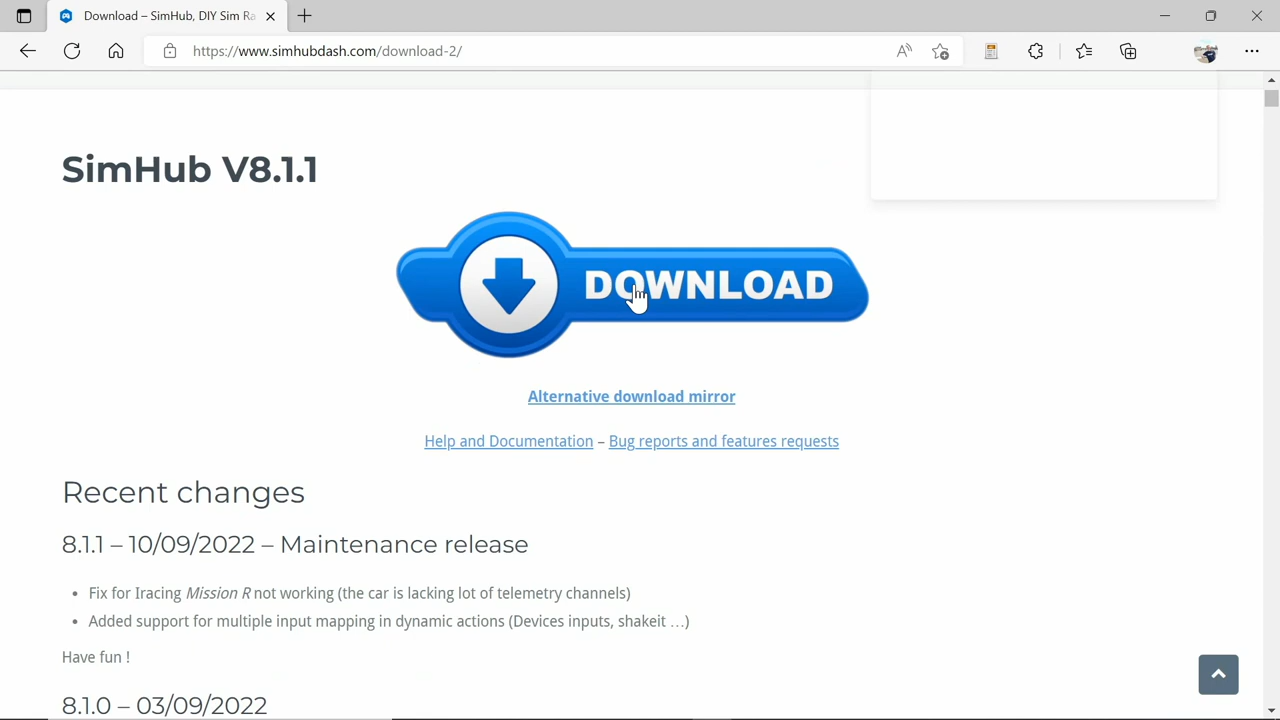 Download – SimHub, DIY Sim Ra
https://www.simhubdash.com/download-2/
SimHub V8.1.1
DOWNLOAD
Alternative download mirror
Help and Documentation – Bug reports and features requests
Recent changes
8.1.1 – 10/09/2022 – Maintenance release
• Fix for Iracing Mission R not working (the car is lacking lot of telemetry channels)
• Added support for multiple input mapping in dynamic actions (Devices inputs, shakeit …)
Have fun !
8.1.0 – 03/09/2022